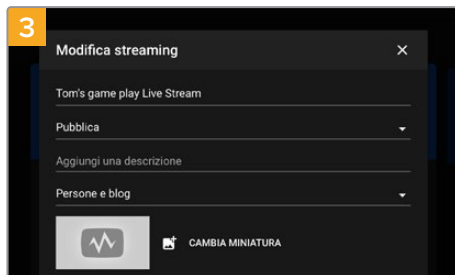 3
Modifica streaming
Tom's game play Live Stream
Pubblica
Aggiungi una descrizione
Persone e blog
CAMBIA MINIATURA